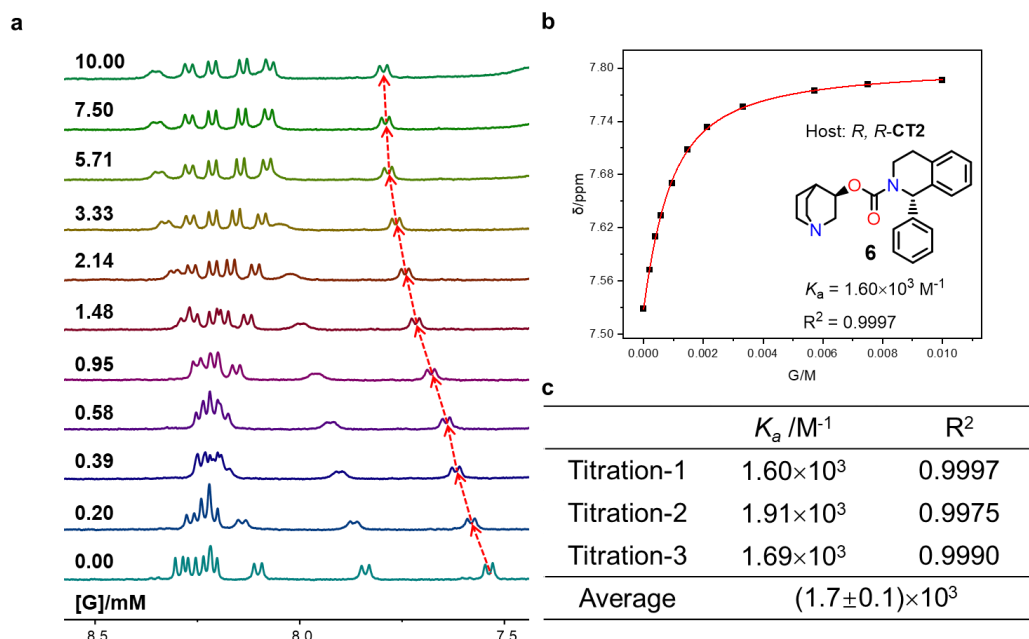 a
10.00
7.50
5.71
3.33
2.14
1.48
0.95
0.58
0.39
0.20
0.00
[G]/mM
8.5 8.0 7.5
b
7.80
7.74
7.68
7.62
7.56
7.50
δ/ppm
0.000 0.002 0.004 0.006 0.008 0.010
G/M
Host: R, R-CT2
O
N
O
N
6
Kₐ = 1.60×10³ M⁻¹
R² = 0.9997
c
Kₐ /M⁻¹ R²
Titration-1 1.60×10³ 0.9997
Titration-2 1.91×10³ 0.9975
Titration-3 1.69×10³ 0.9990
Average (1.7±0.1)×10³